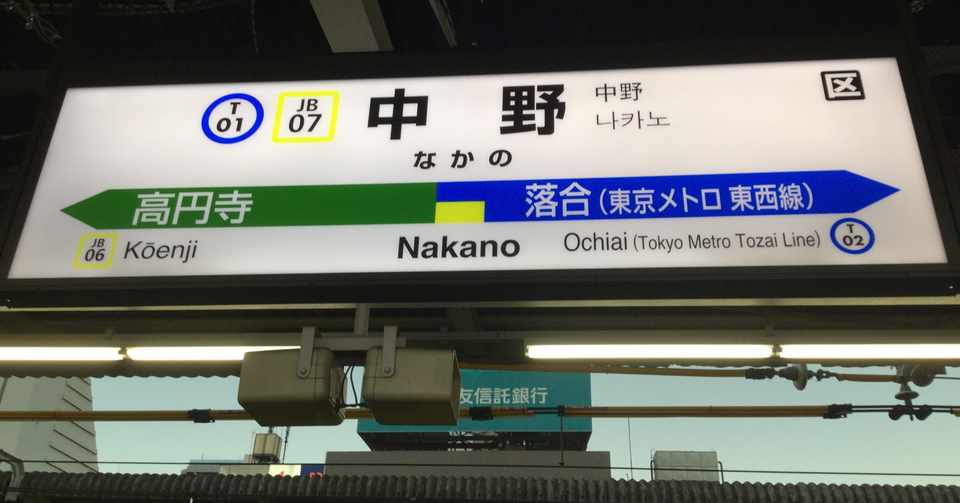 T 01
JB 07
中野
中野
나카노
区
なかの
高円寺
落合(東京メトロ 東西線)
JB 06
Kōenji
Nakano
Ochiai (Tokyo Metro Tozai Line)
T 02
友信託銀行